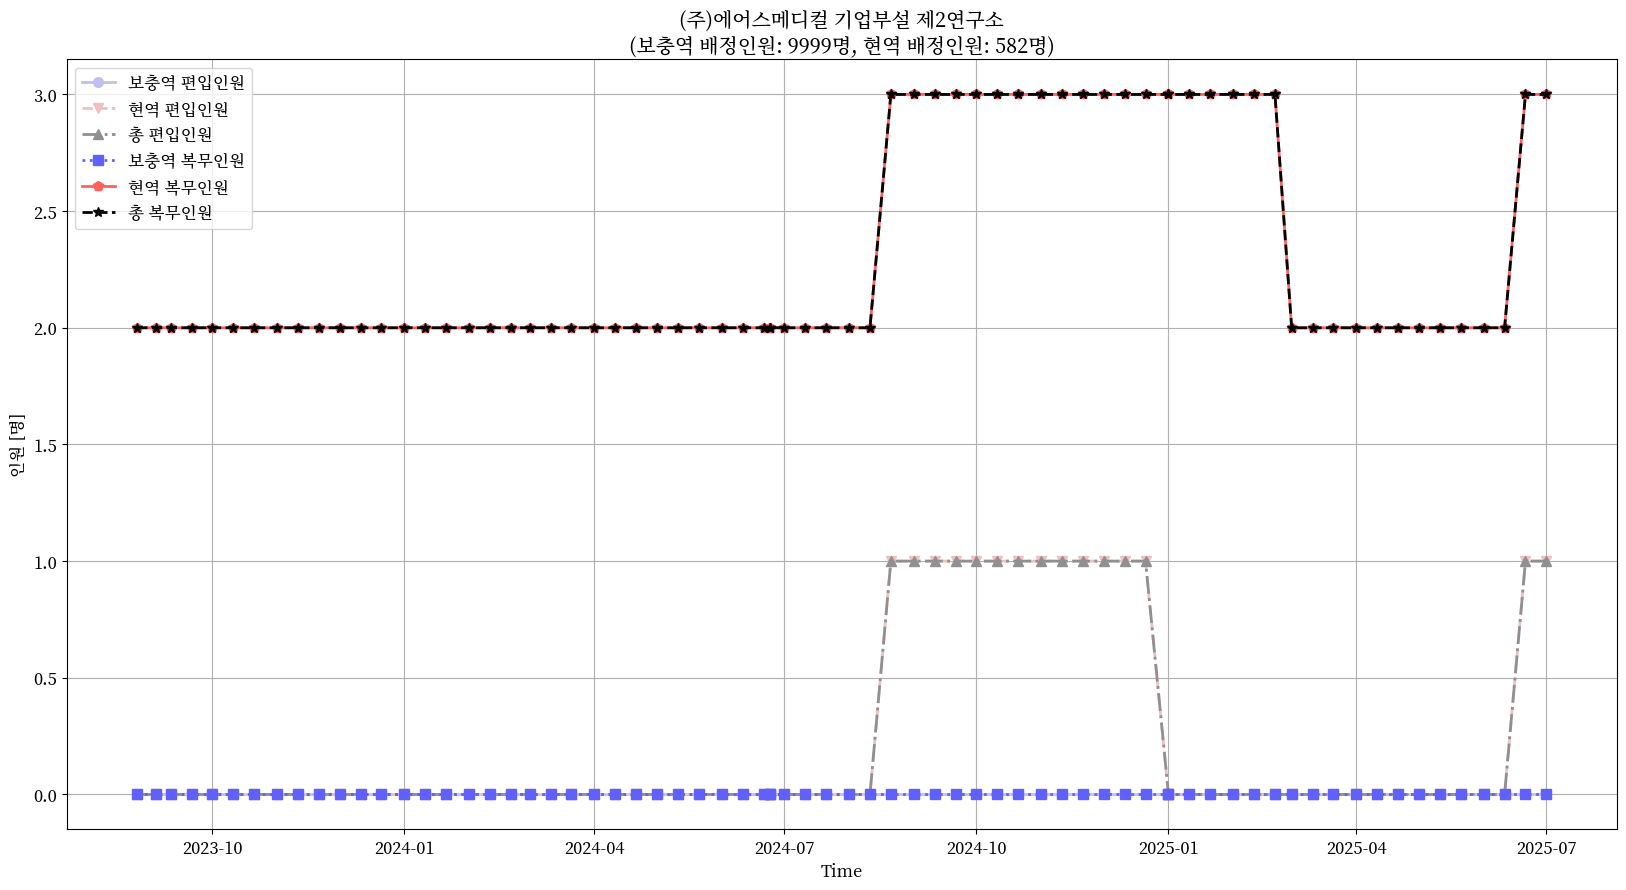 (주)에어스메디컬 기업부설 제2연구소
(보충역 배정인원: 9999명, 현역 배정인원: 582명)
보충역 편입인원
현역 편입인원
총 편입인원
보충역 복무인원
현역 복무인원
총 복무인원
인원 [명]
3.0
2.5
2.0
1.5
1.0
0.5
0.0
2023-10
2024-01
2024-04
2024-07
2024-10
2025-01
2025-04
2025-07
Time